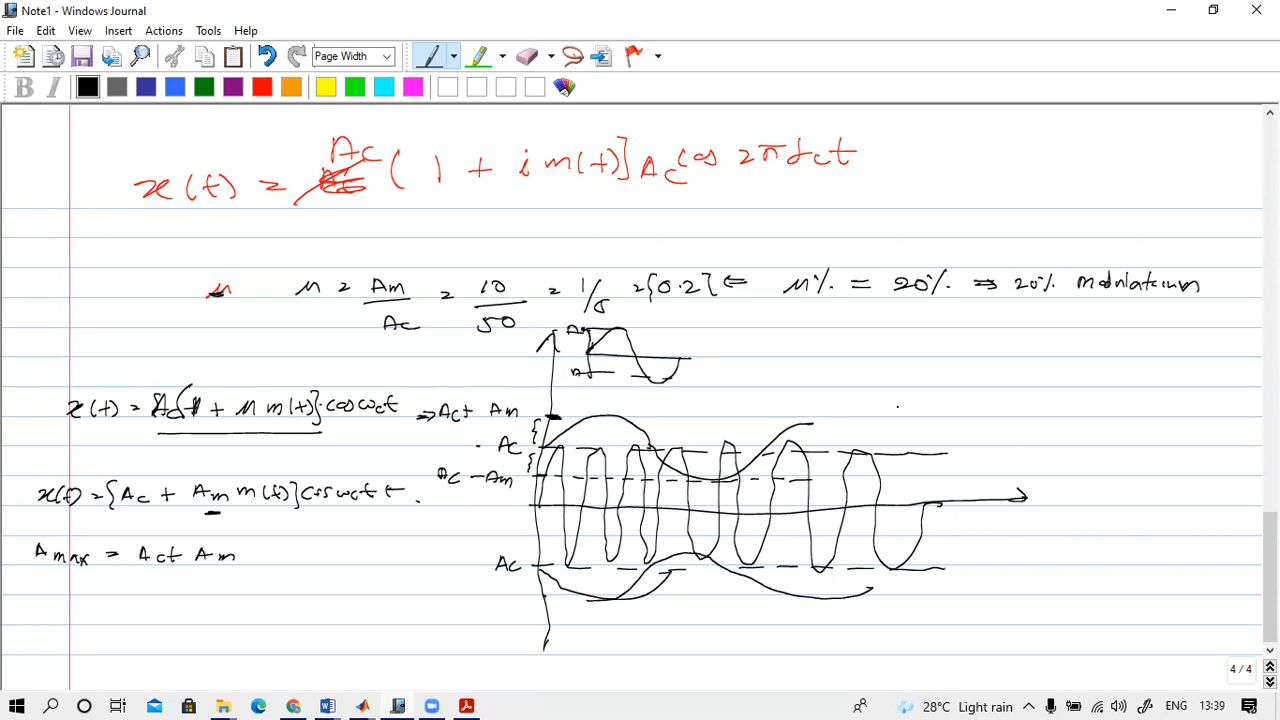 Note1 - Windows Journal
File Edit View Insert Actions Tools Help
Page Width
B I
Ac
x(t) = (1 + i m(t)] Ac cos 2πfct
μ
μ = Am/Ac = 10/50 = 1/5 = {0.2} ⇐ μ% = 20% ⇒ 20%
x(t) = Ac{1 + μ m(t)}·cos ωct ⇒ Ac+ Am
Ac
Ac - Am
x(t) = {Ac + Am m(t)} cos ωct ←
Amax = Ac+ Am
Ac
4 / 4
28°C Light rain ENG 13:39